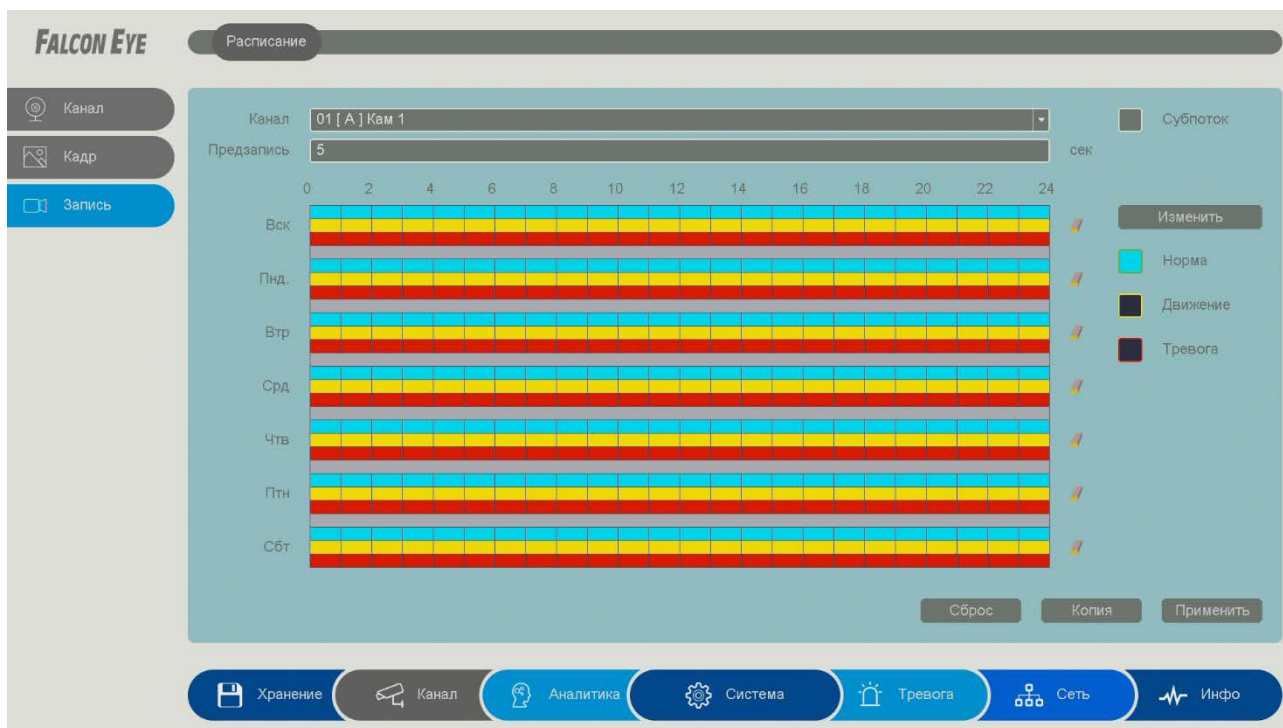 FALCON EYE
Расписание
Канал
Кадр
Запись
Канал 01 [ A ] Кам 1 Субпоток
Предзапись 5 сек
0 2 4 6 8 10 12 14 16 18 20 22 24
Вск
Пнд.
Втр
Срд
Чтв
Птн
Сбт
Изменить
Норма
Движение
Тревога
Сброс Копия Применить
Хранение Канал Аналитика Система Тревога Сеть Инфо